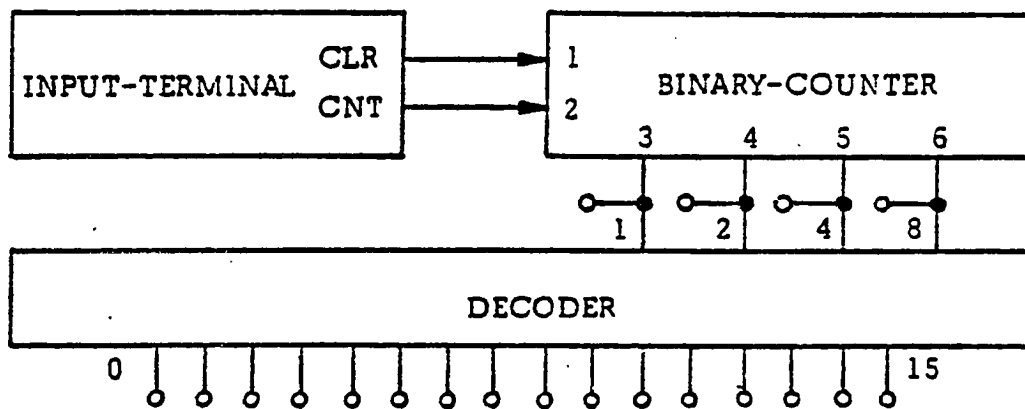 CLR 1
INPUT-TERMINAL BINARY-COUNTER
CNT 2
3 4 5 6
1 2 4 8
DECODER
0 15